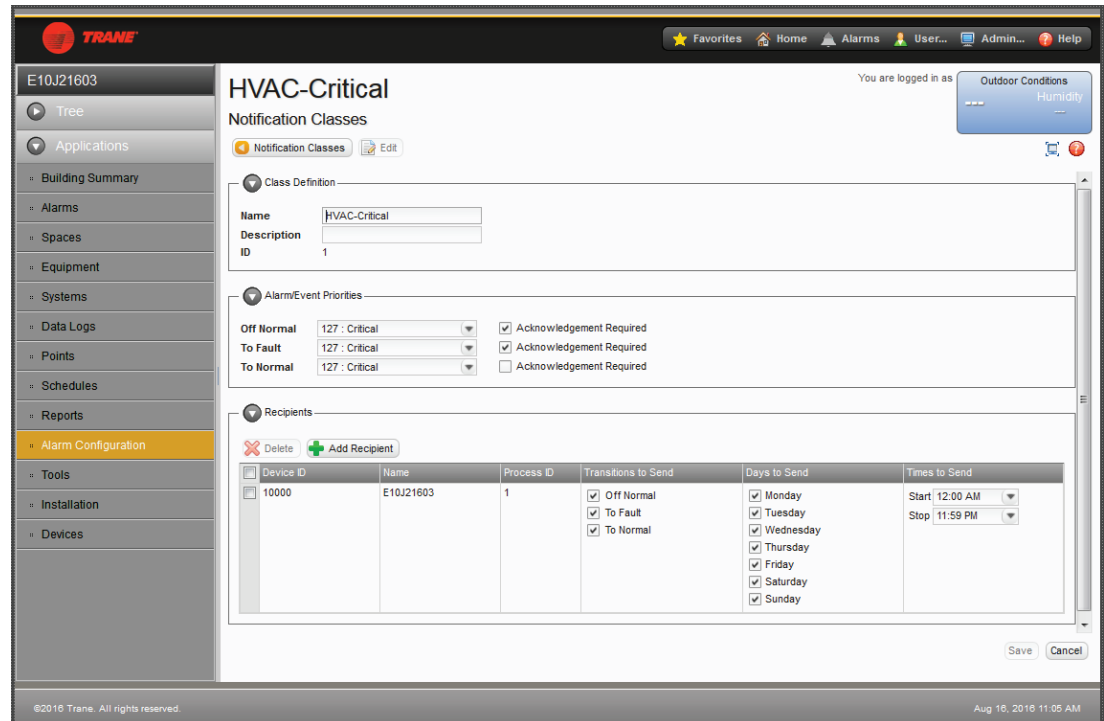 TRANE
Favorites Home Alarms User... Admin... Help
E10J21603
Tree
Applications
Building Summary
Alarms
Spaces
Equipment
Systems
Data Logs
Points
Schedules
Reports
Alarm Configuration
Tools
Installation
Devices
HVAC-Critical
Notification Classes
You are logged in as
Outdoor Conditions
--- Humidity
--
Notification Classes Edit
Class Definition
Name HVAC-Critical
Description
ID 1
Alarm/Event Priorities
Off Normal 127 : Critical Acknowledgement Required
To Fault 127 : Critical Acknowledgement Required
To Normal 127 : Critical Acknowledgement Required
Recipients
Delete Add Recipient
Device ID Name Process ID Transitions to Send Days to Send Times to Send
10000 E10J21603 1 Off Normal Monday Start 12:00 AM
To Fault Tuesday Stop 11:59 PM
To Normal Wednesday
Thursday
Friday
Saturday
Sunday
Save Cancel
©2016 Trane. All rights reserved. Aug 16, 2016 11:05 AM